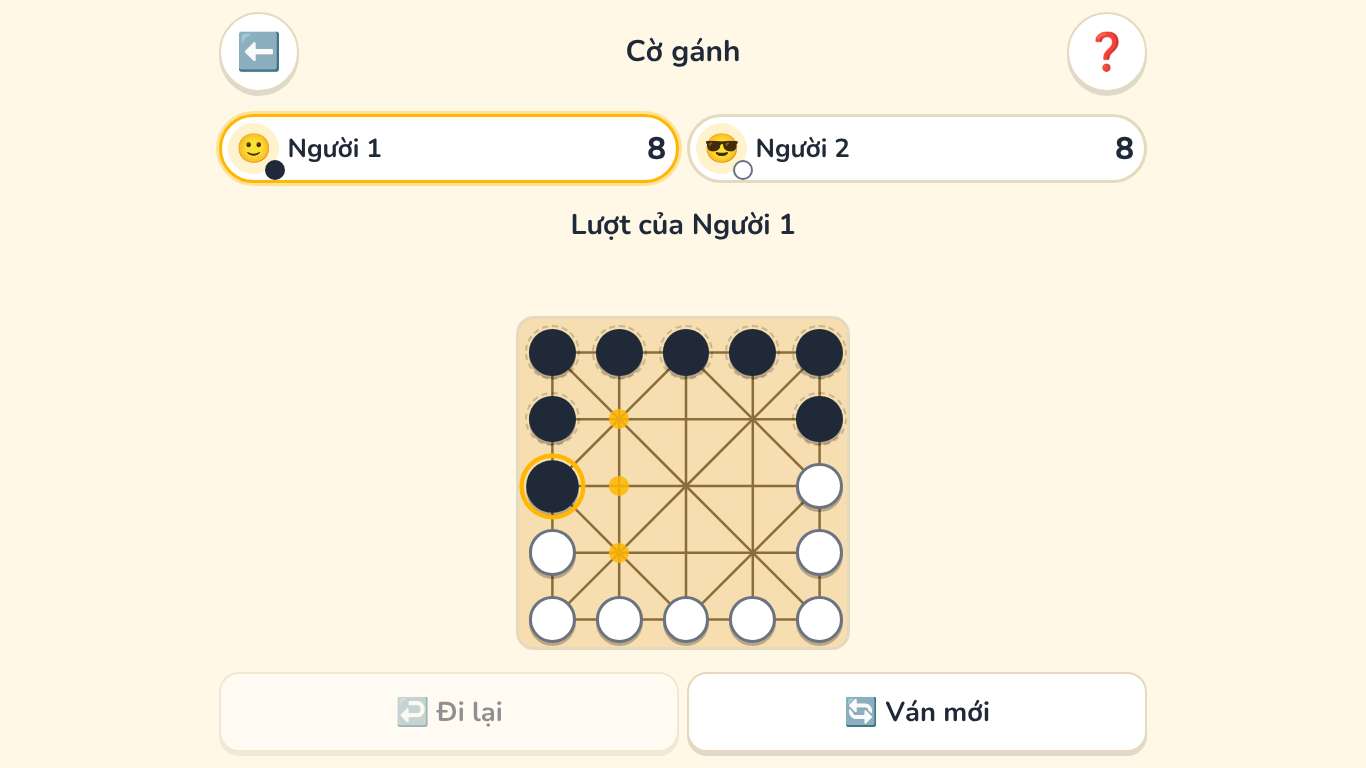 Cờ gánh
Người 1 8
Người 2 8
Lượt của Người 1
Đi lại
Ván mới